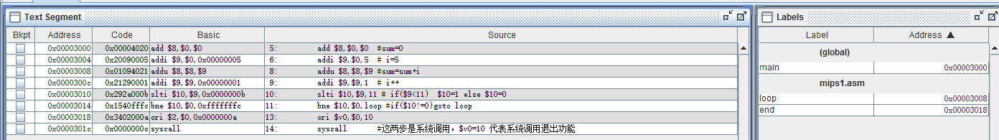 Text Segment
Bkpt Address Code Basic Source
0x00003000 0x00004020 add $8,$0,$0 5: add $8,$0,$0 #sum=0
0x00003004 0x20090005 addi $9,$0,0x00000005 6: addi $9,$0,5 # i=5
0x00003008 0x01094021 addu $8,$8,$9 8: addu $8,$8,$9 #sum=sum+i
0x0000300c 0x21290001 addi $9,$9,0x00000001 9: addi $9,$9,1 # i++
0x00003010 0x292a000b slti $10,$9,0x0000000b 10: slti $10,$9,11 # if($9<11) $10=1 else $10=0
0x00003014 0x1540fffc bne $10,$0,0xfffffffc 11: bne $10,$0,loop #if($10!=0)goto loop
0x00003018 0x3402000a ori $2,$0,0x0000000a 13: ori $v0,$0,10
0x0000301c 0x0000000c syscall 14: syscall #这两步是系统调用，$v0=10 代表系统调用退出功能
Labels
Label Address ▲
(global)
main 0x00003000
mips1.asm
loop 0x00003008
end 0x00003018